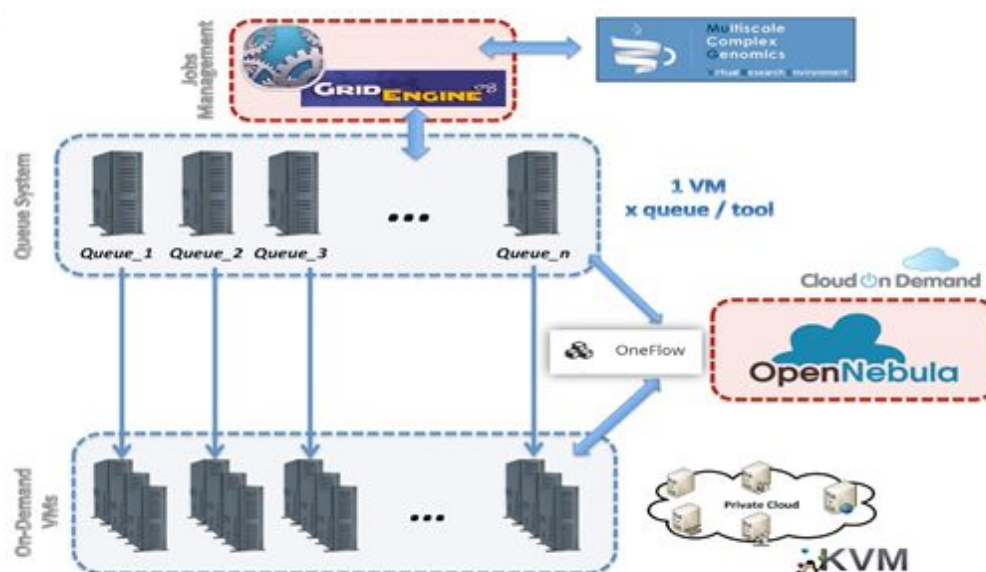 Jobs
Management
GRID ENGINE
Multiscale
Complex
Genomics
Virtual Research Environment
Queue System
Queue_1
Queue_2
Queue_3
...
Queue_n
1 VM
x queue / tool
Cloud On Demand
OneFlow
OpenNebula
On-Demand
VMs
...
Private Cloud
KVM